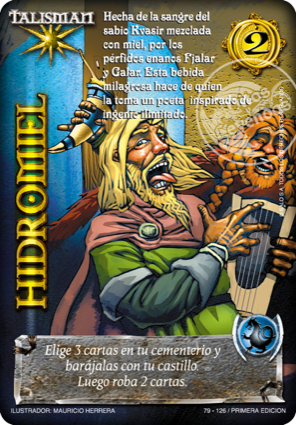 TALISMAN
Hecha de la sangre del
sabio Kvasir mezclada
con miel, por los
pérfidos enanos Fjalar
y Galar. Esta bebida
milagrosa hace de quien
la toma un poeta inspirado de
ingenio ilimitado.
2
HIDROMIEL
Elige 3 cartas en tu cementerio y
barájalas con tu castillo.
Luego roba 2 cartas.
ILUSTRADOR: MAURICIO HERRERA
79 - 126 / PRIMERA EDICION